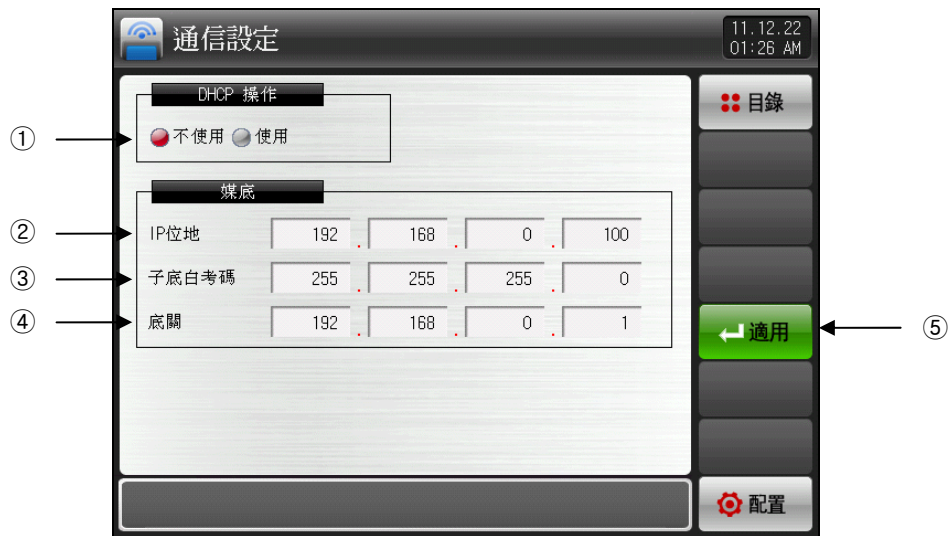 通信設定
11.12.22
01:26 AM
DHCP 操作
目錄
①
不使用 使用
媒底
② IP位地 192 . 168 . 0 . 100
③ 子底白考碼 255 . 255 . 255 . 0
④ 底關 192 . 168 . 0 . 1
適用 ⑤
配置